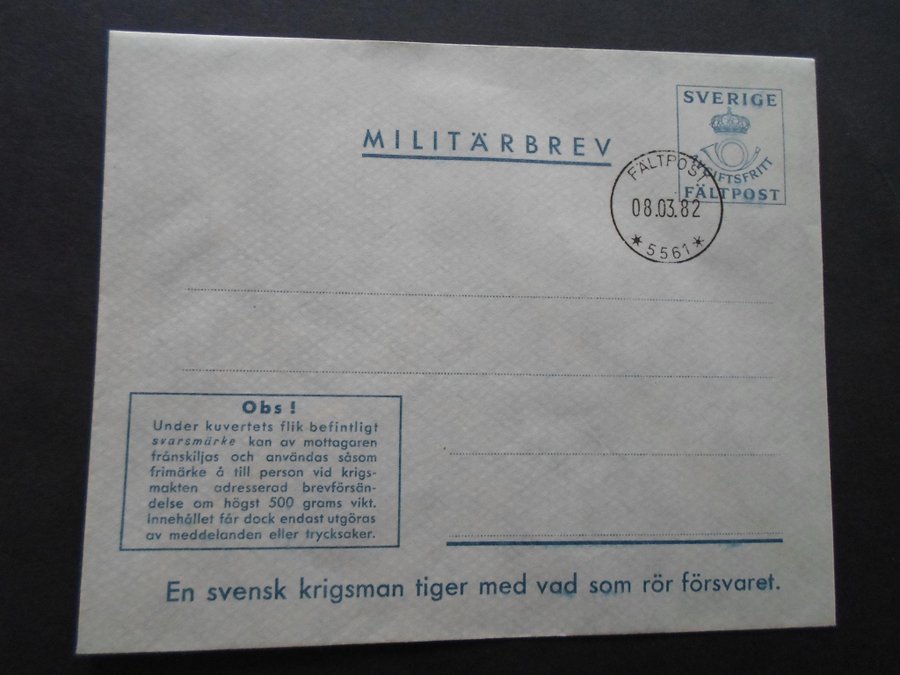 SVERIGE
MILITÄRBREV
AVGIFTSFRITT
FÄLTPOST
FÄLTPOST
08.03.82
* 5561 *
Obs !
Under kuvertets flik befintligt
svarsmärke kan av mottagaren
frånskiljas och användas såsom
frimärke å till person vid krigs-
makten adresserad brevförsän-
delse om högst 500 grams vikt.
Innehållet får dock endast utgöras
av meddelanden eller trycksaker.
En svensk krigsman tiger med vad som rör försvaret.